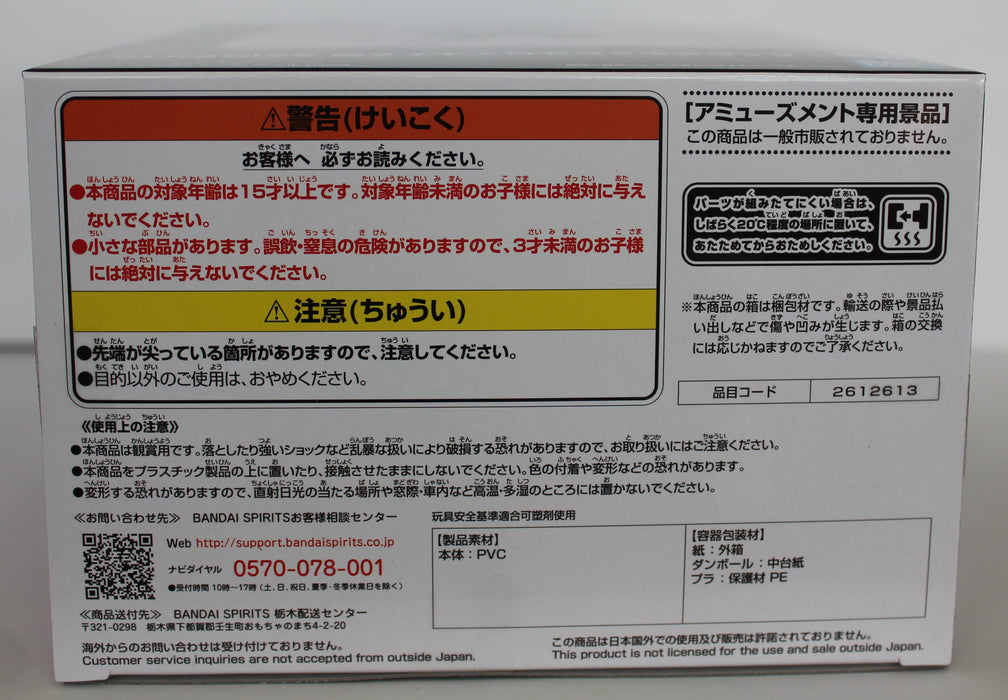 ⚠警告(けいこく)
お客様へ 必ずお読みください。
●本商品の対象年齢は15才以上です。対象年齢未満のお子様には絶対に与え
ないでください。
●小さな部品があります。誤飲・窒息の危険がありますので、3才未満のお子様
には絶対に与えないでください。
⚠注意(ちゅうい)
●先端が尖っている箇所がありますので、注意してください。
●目的以外のご使用は、おやめください。
[アミューズメント専用景品]
この商品は一般市販されておりません。
パーツが組みたてにくい場合は、
しばらく20℃程度の場所に置いて、
あたためてからおためしください。
※本商品の箱は梱包材です。輸送の際や景品払
い出しなどで傷や凹みが生じます。箱の交換
には応じかねますのでご了承ください。
品目コード 2612613
《使用上の注意》
●本商品は観賞用です。落としたり強いショックなど乱暴な扱いにより破損する恐れがありますので、お取り扱いにはご注意ください。
●本商品をプラスチック製品の上に置いたり、接触させたままにしないでください。色の付着や変形などの恐れがあります。
●変形する恐れがありますので、直射日光の当たる場所や窓際・車内など高温・多湿のところには置かないでください。
≪お問い合わせ先≫ BANDAI SPIRITSお客様相談センター
Web http://support.bandaispirits.co.jp
ナビダイヤル 0570-078-001
●受付時間 10時～17時 (土、日、祝日、夏季・冬季休業日を除く)
≪商品送付先≫ BANDAI SPIRITS 栃木配送センター
〒321-0298 栃木県下都賀郡壬生町おもちゃのまち4-2-20
海外からのお問い合わせは受け付けておりません。
Customer service inquiries are not accepted from outside Japan.
玩具安全基準適合可塑剤使用
【製品素材】
本体：PVC
【容器包装材】
紙：外箱
ダンボール：中台紙
プラ：保護材 PE
この商品は日本国外での使用及び販売は許諾されておりません。
This product is not licensed for the use and sale outside Japan.